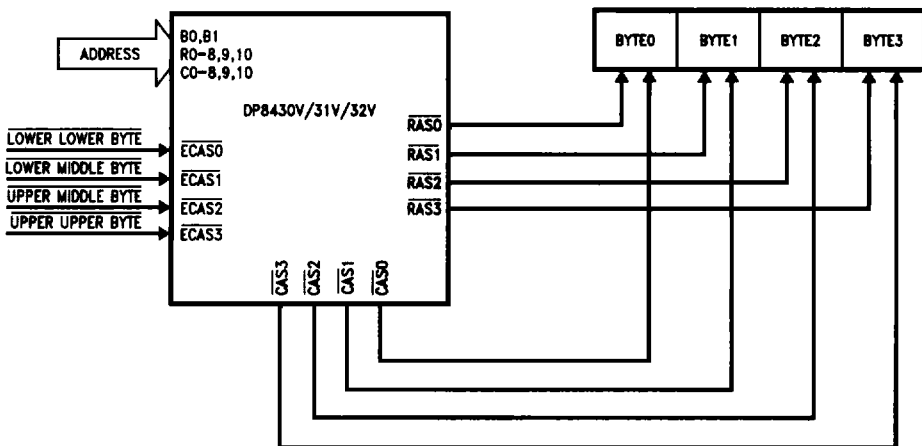 ADDRESS
B0,B1
R0-8,9,10
C0-8,9,10
DP8430V/31V/32V
LOWER LOWER BYTE
LOWER MIDDLE BYTE
UPPER MIDDLE BYTE
UPPER UPPER BYTE
ECAS0
ECAS1
ECAS2
ECAS3
RAS0
RAS1
RAS2
RAS3
CAS3
CAS2
CAS1
CAS0
BYTE0
BYTE1
BYTE2
BYTE3